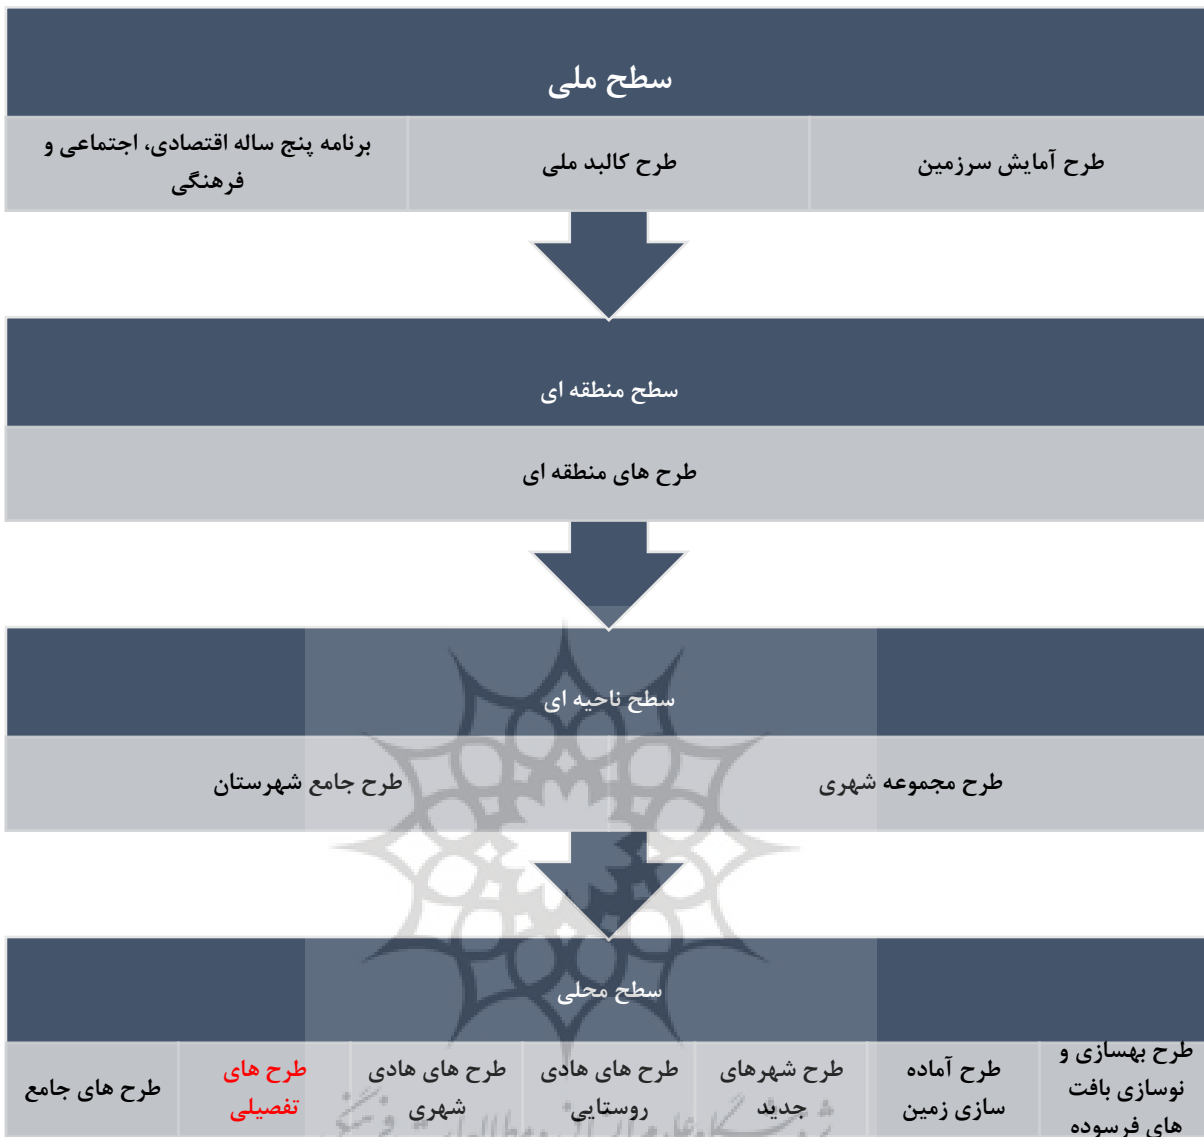 سطح ملی
طرح آمایش سرزمین
طرح کالبد ملی
برنامه پنج ساله اقتصادی، اجتماعی و
فرهنگی
سطح منطقه ای
طرح های منطقه ای
سطح ناحیه ای
طرح مجموعه شهری
طرح جامع شهرستان
سطح محلی
طرح بهسازی و
نوسازی بافت
های فرسوده
طرح آماده
سازی زمین
طرح شهرهای
جدید
طرح های هادی
روستایی
طرح های هادی
شهری
طرح های
تفصیلی
طرح های جامع